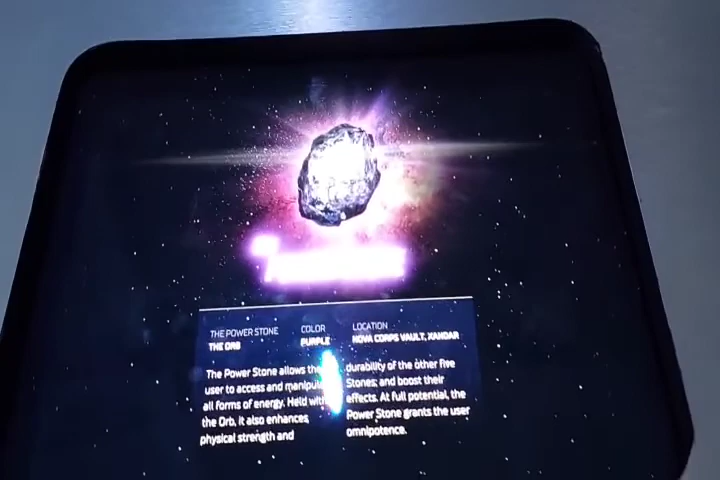 THE POWER STONE
THE ORB
COLOR
PURPLE
LOCATION
NOVA CORPS VAULT, XANDAR
The Power Stone allows the
user to access and
all forms of energy. Held with
the Orb, it also enhances
physical strength and
durability of the other five
Stones; and boost their
effects. At full potential, the
Power Stone grants the user
omnipotence.